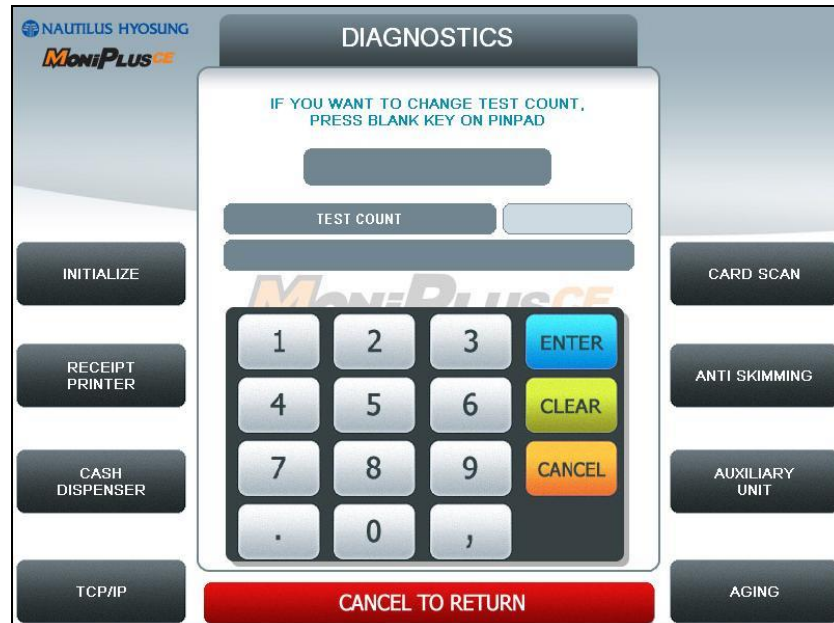 NAUTILUS HYOSUNG
MoniPlusCE
DIAGNOSTICS
IF YOU WANT TO CHANGE TEST COUNT,
PRESS BLANK KEY ON PINPAD
TEST COUNT
MoniPlusCE
INITIALIZE
RECEIPT
PRINTER
CASH
DISPENSER
TCP/IP
1 2 3 ENTER
4 5 6 CLEAR
7 8 9 CANCEL
. 0 ,
CARD SCAN
ANTI SKIMMING
AUXILIARY
UNIT
AGING
CANCEL TO RETURN